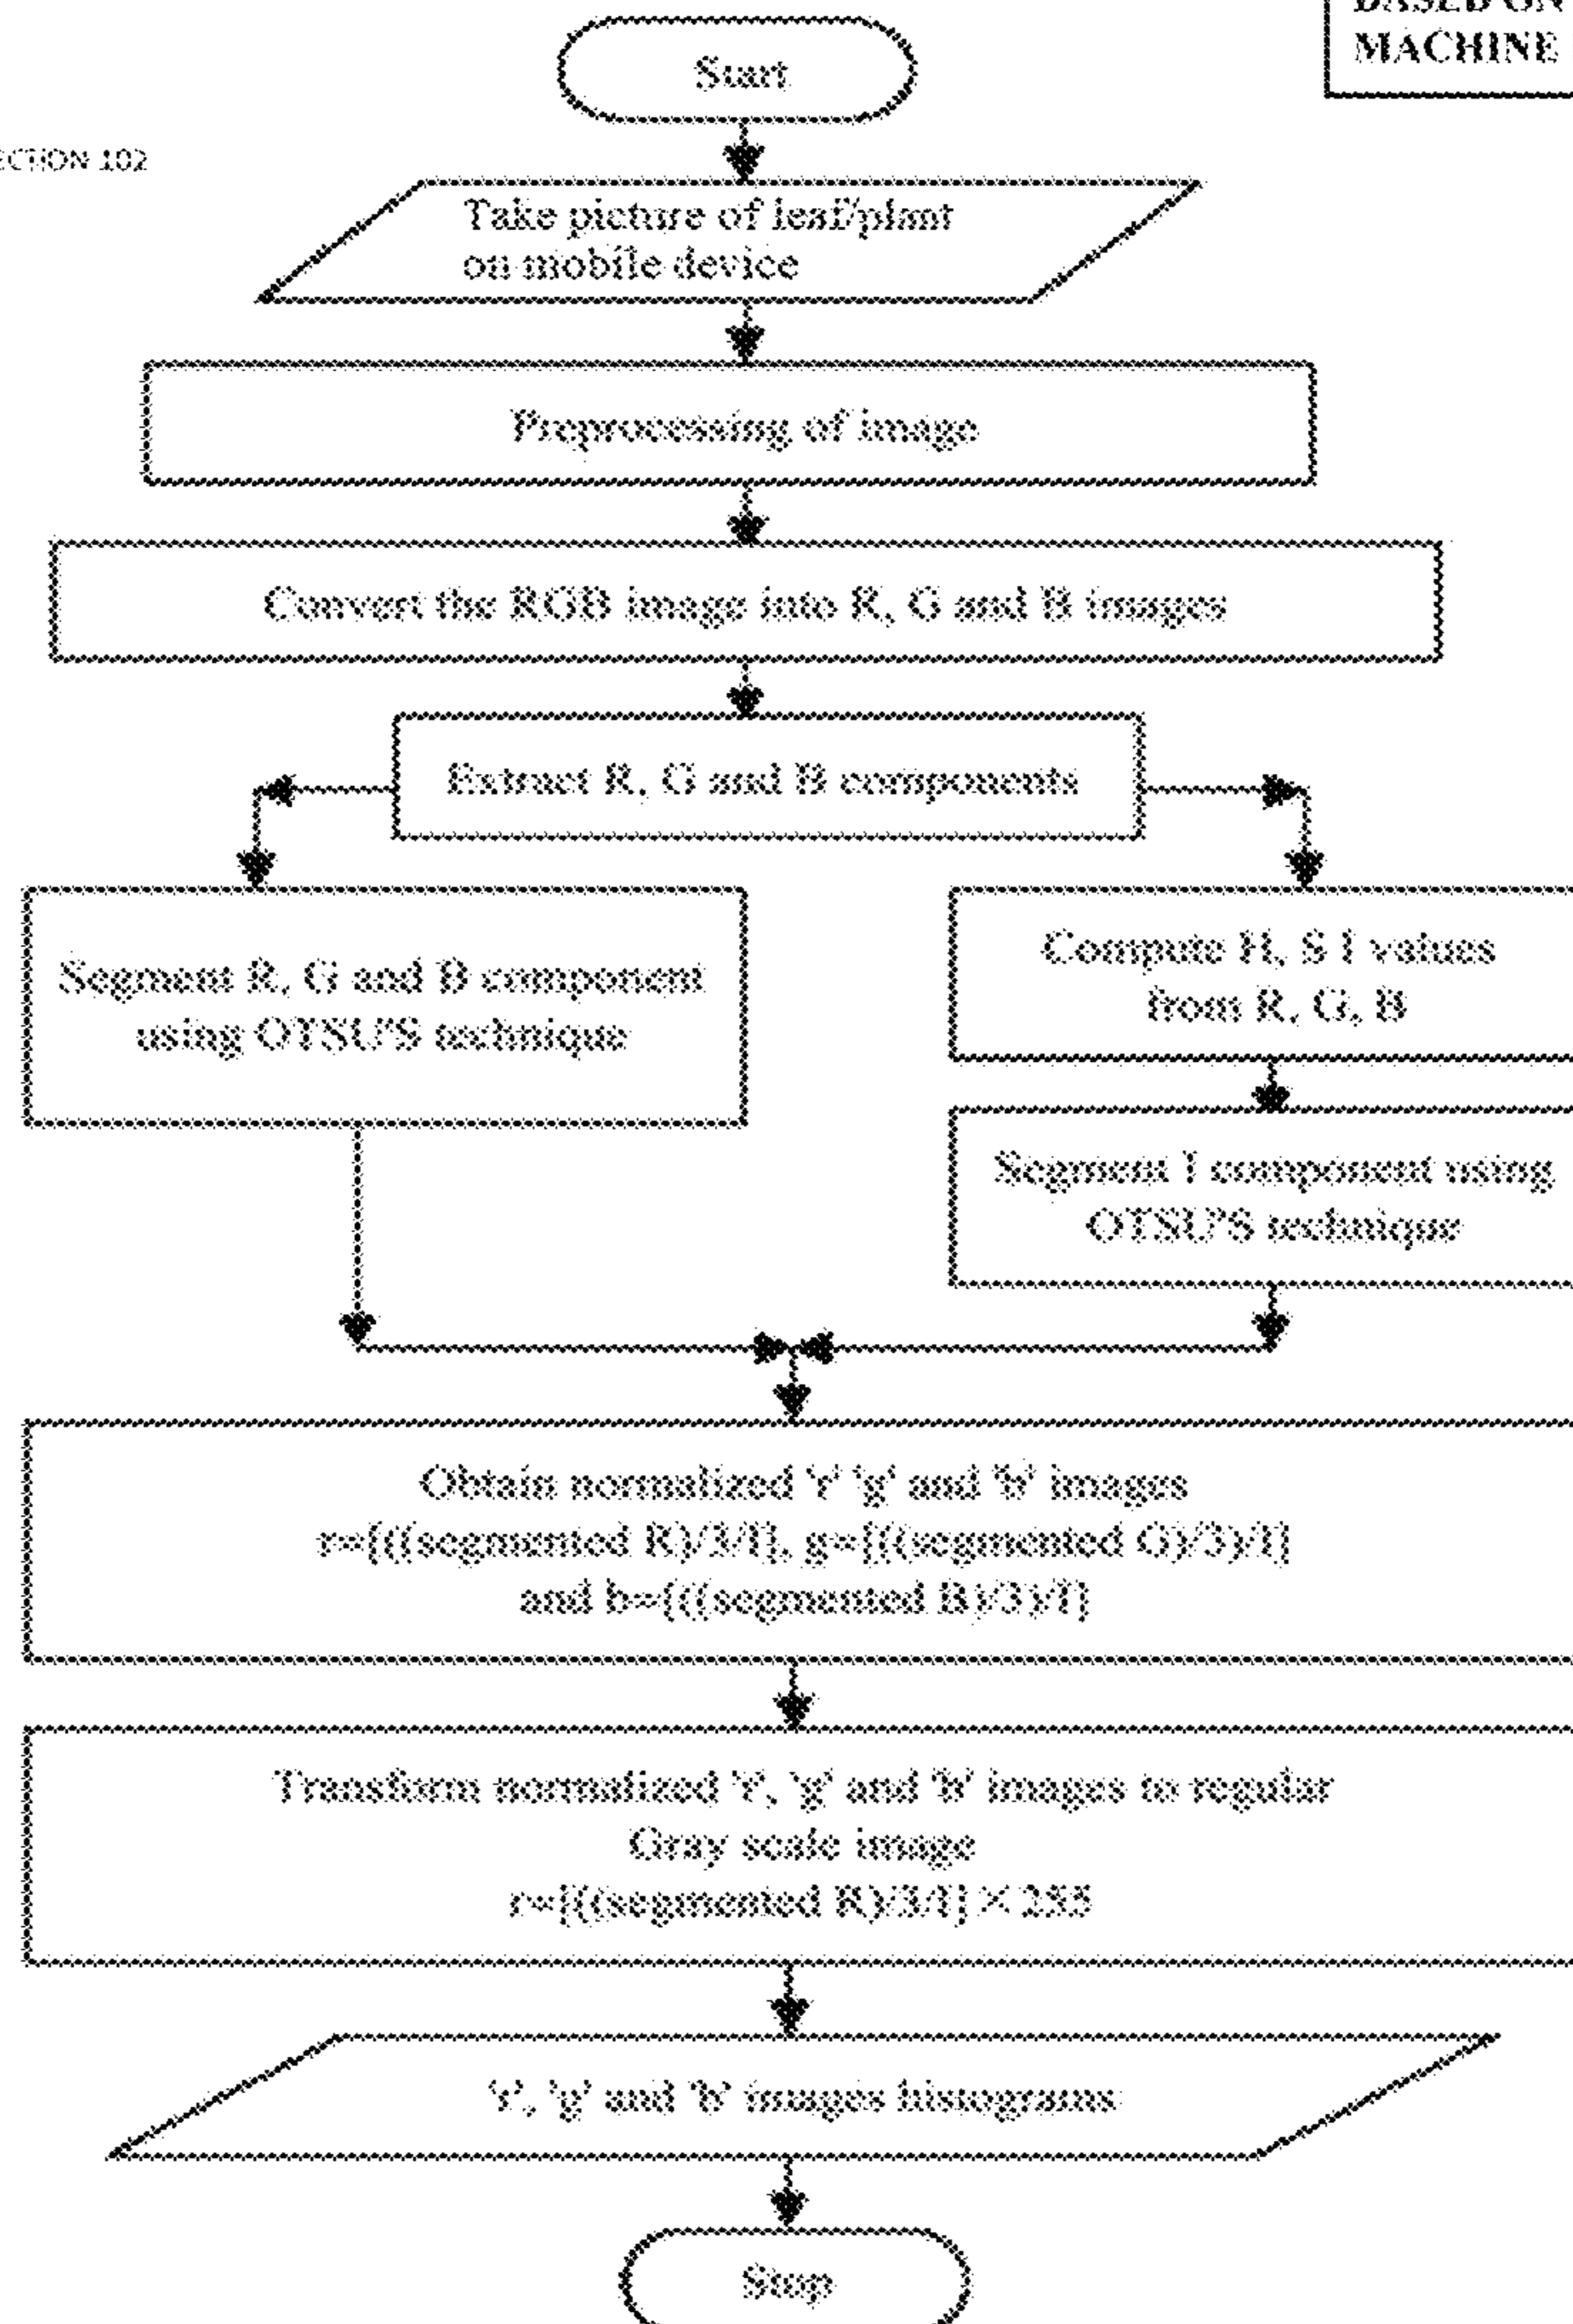 BASED ON
MACHINE
Start
ECTION 102
Take picture of leaf/plant
on mobile device
Preprocessing of image
Convert the RGB image into R, G and B images
Extract R, G and B components
Segment R, G and B component
using OTSU'S technique
Compute H, S I values
from R, G, B
Segment I component using
OTSU'S technique
Obtain normalized 'r' 'g' and 'b' images
r=[((segmented R)/3/I], g=[((segmented G)/3)/I]
and b=[((segmented B)/3)/I]
Transform normalized 'r', 'g' and 'b' images to regular
Gray scale image
r=[((segmented R)/3/I] × 255
'r', 'g' and 'b' images histograms
Stop